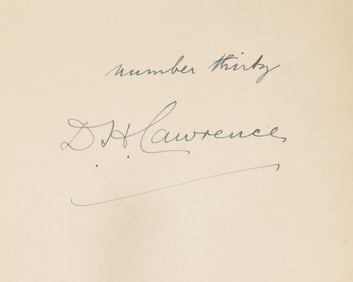 number thirty
D. H. Lawrence